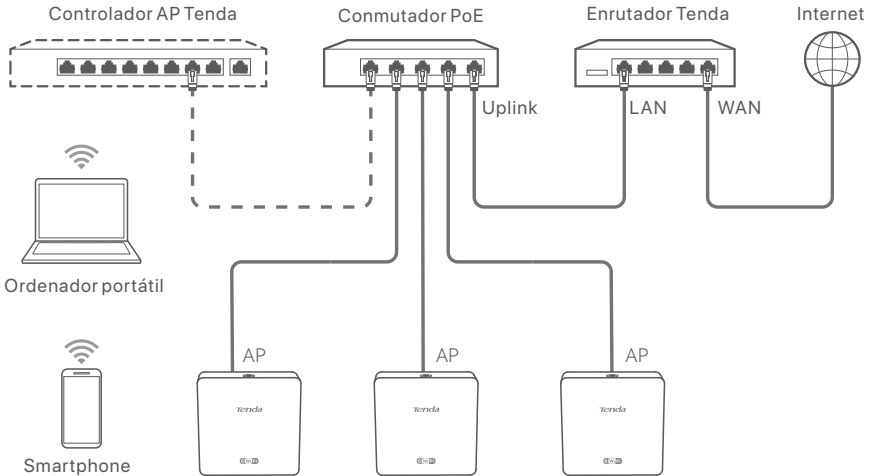 Controlador AP Tenda
Conmutador PoE
Enrutador Tenda
Internet
Uplink
LAN
WAN
Ordenador portátil
AP
AP
AP
Tenda
Tenda
Tenda
Smartphone